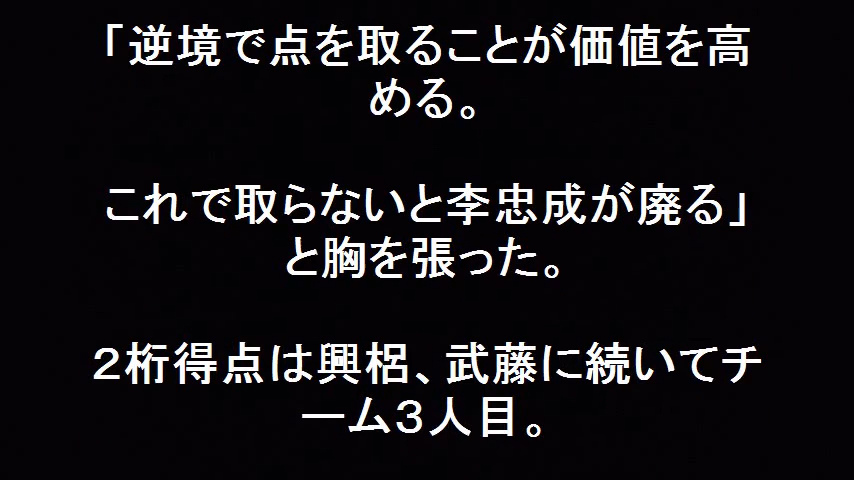 「逆境で点を取ることが価値を高
める。
これで取らないと李忠成が廃る」
と胸を張った。
２桁得点は興梠、武藤に続いてチ
ーム３人目。